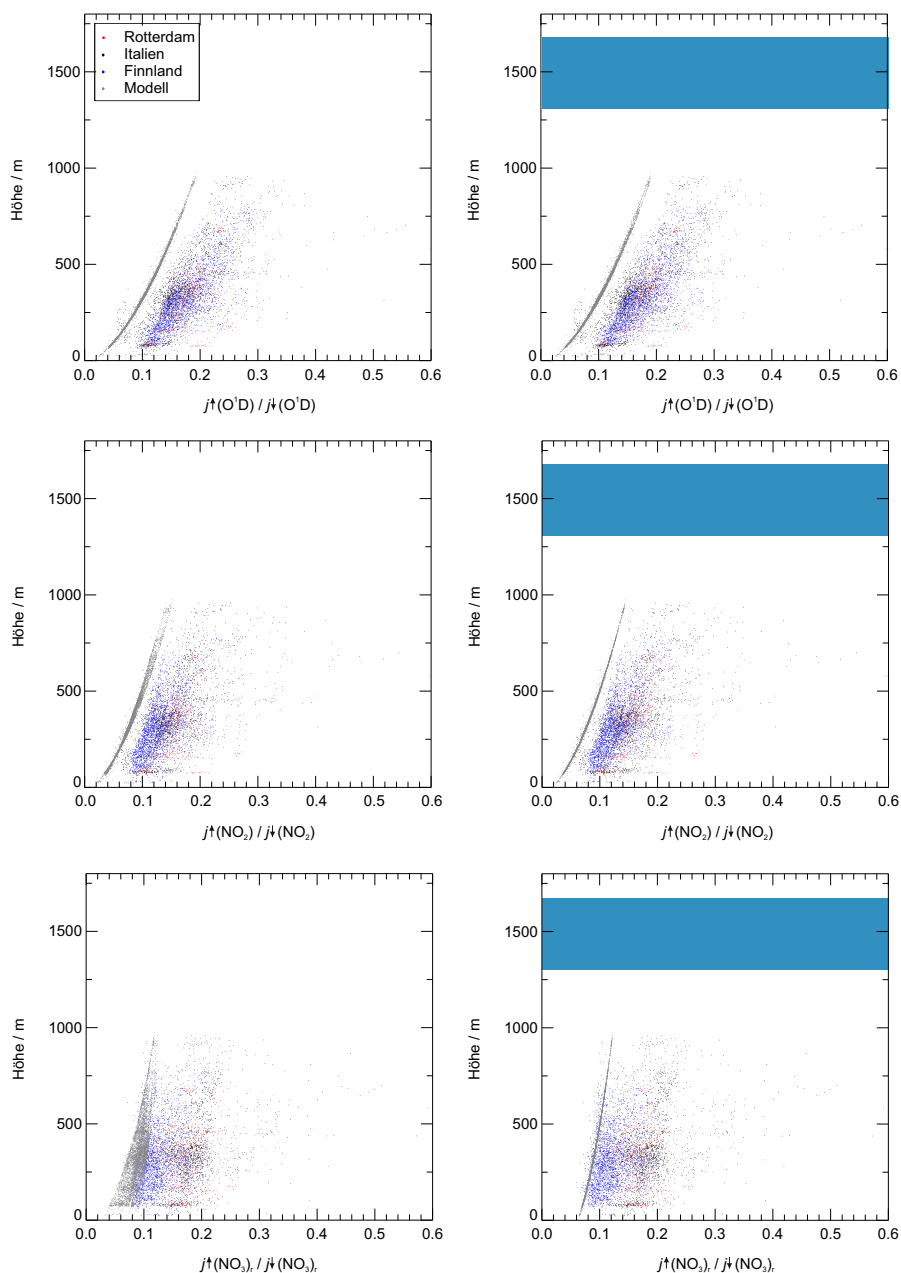 Rotterdam
Italien
Finnland
Modell
Höhe / m
1500
1000
500
0
0.0 0.1 0.2 0.3 0.4 0.5 0.6
j↑(O¹D) / j↓(O¹D)
Höhe / m
1500
1000
500
0
0.0 0.1 0.2 0.3 0.4 0.5 0.6
j↑(O¹D) / j↓(O¹D)
Höhe / m
1500
1000
500
0
0.0 0.1 0.2 0.3 0.4 0.5 0.6
j↑(NO₂) / j↓(NO₂)
Höhe / m
1500
1000
500
0
0.0 0.1 0.2 0.3 0.4 0.5 0.6
j↑(NO₂) / j↓(NO₂)
Höhe / m
1500
1000
500
0
0.0 0.1 0.2 0.3 0.4 0.5 0.6
j↑(NO₃)ᵣ / j↓(NO₃)ᵣ
Höhe / m
1500
1000
500
0
0.0 0.1 0.2 0.3 0.4 0.5 0.6
j↑(NO₃)ᵣ / j↓(NO₃)ᵣ